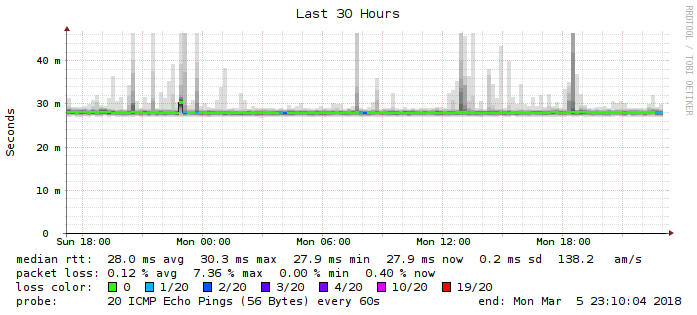 Last 30 Hours
RRDTOOL / TOBI OETIKER
Seconds
40 m
30 m
20 m
10 m
0
Sun 18:00 Mon 00:00 Mon 06:00 Mon 12:00 Mon 18:00
median rtt: 28.0 ms avg 30.3 ms max 27.9 ms min 27.9 ms now 0.2 ms sd 138.2 am/s
packet loss: 0.12 % avg 7.36 % max 0.00 % min 0.40 % now
loss color: 0 1/20 2/20 3/20 4/20 10/20 19/20
probe: 20 ICMP Echo Pings (56 Bytes) every 60s end: Mon Mar 5 23:10:04 2018